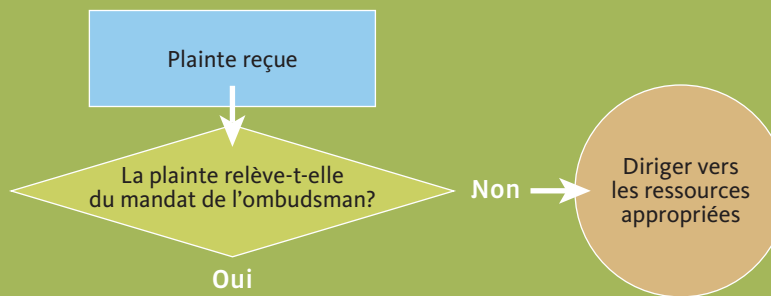 Plainte reçue
La plainte relève-t-elle
du mandat de l'ombudsman?
Non
Diriger vers
les ressources
appropriées
Oui